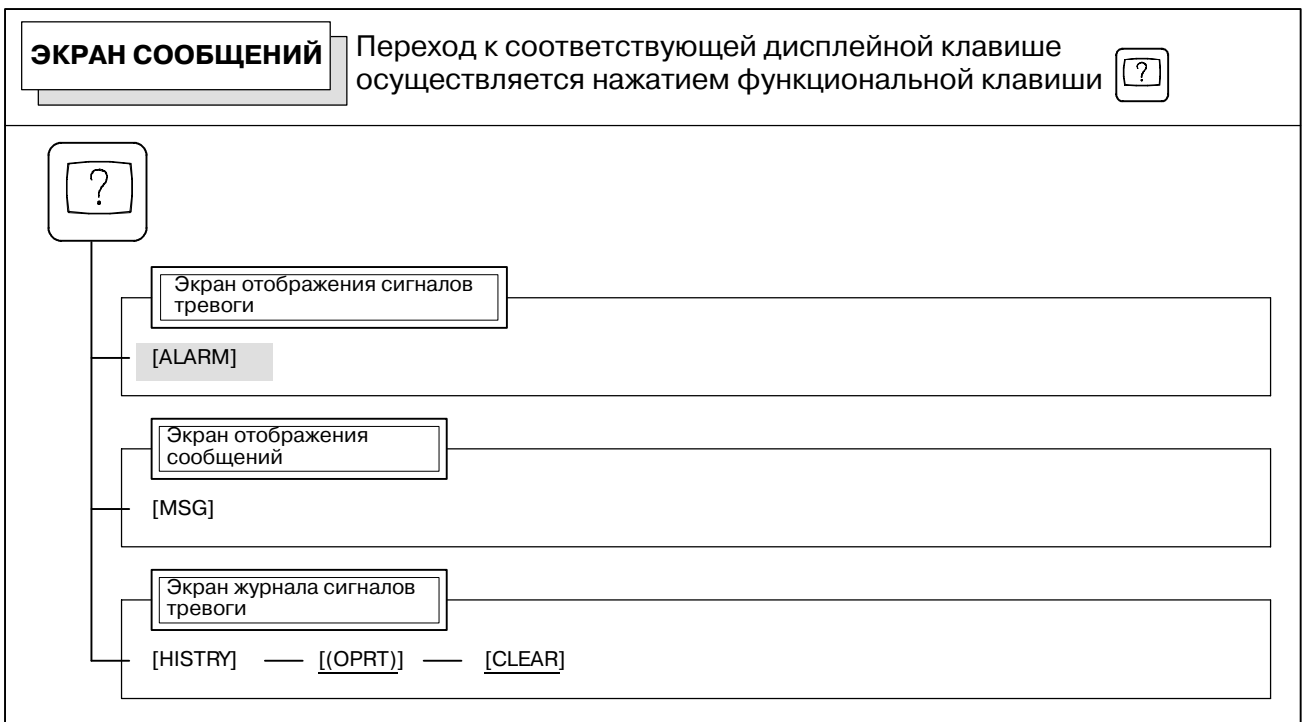 ЭКРАН СООБЩЕНИЙ
Переход к соответствующей дисплейной клавише
осуществляется нажатием функциональной клавиши ?
?
Экран отображения сигналов
тревоги
[ALARM]
Экран отображения
сообщений
[MSG]
Экран журнала сигналов
тревоги
[HISTRY] [(OPRT)] [CLEAR]